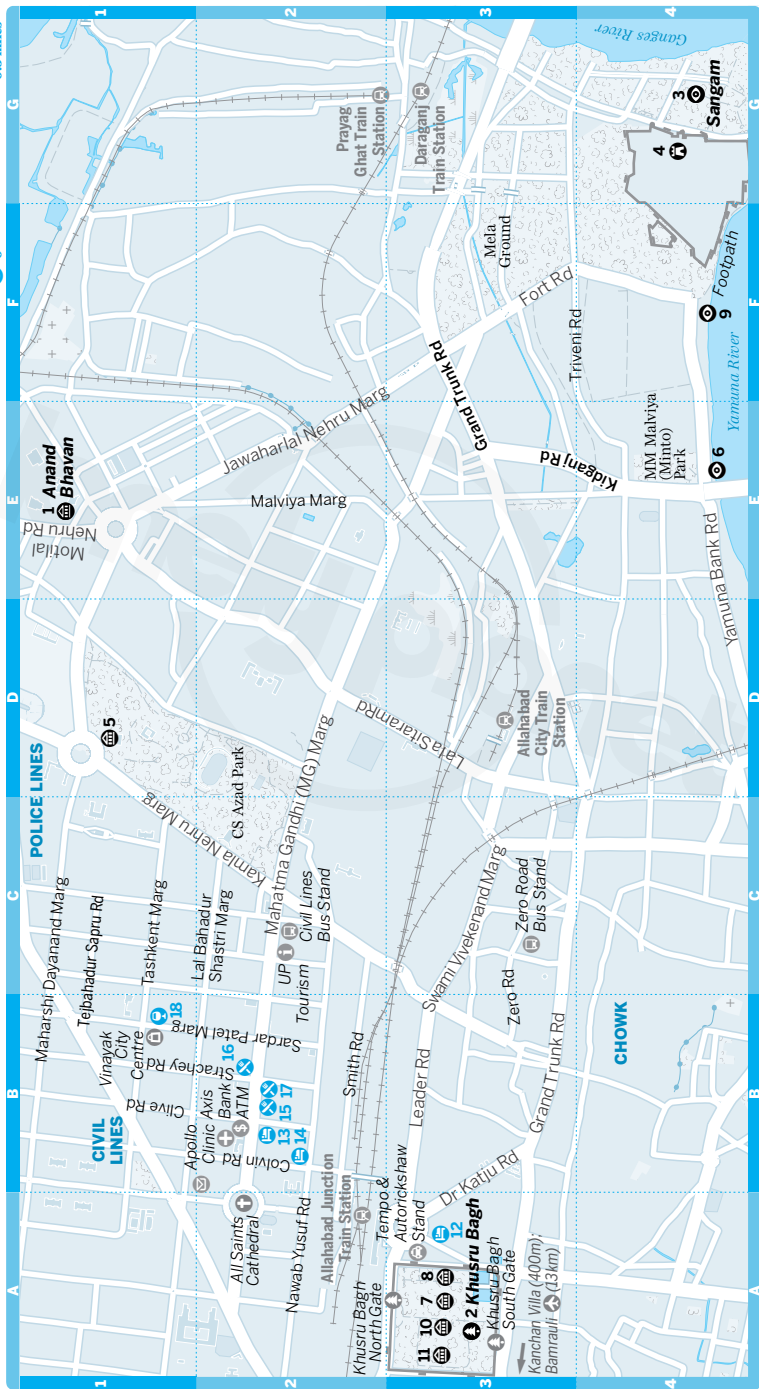 1
2
3
4
G
F
E
D
C
B
A
Ganges River
Prayag
Ghat Train
Station
Daraganj
Train Station
3
Sangam
4
Mela
Ground
Fort Rd
Footpath
9
Triveni Rd
Grand Trunk Rd
Yamuna River
Jawaharlal Nehru Marg
MM Malviya
(Minto)
Park
6
Kidganj Rd
1 Anand
Bhavan
Motilal
Nehru Rd
Malviya Marg
Yamuna Bank Rd
5
POLICE LINES
CS Azad Park
Kamla Nehru Marg
Mahatma Gandhi (MG) Marg
Lala Sitaram Rd
Allahabad
City Train
Station
Maharshi Dayanand Marg
Tejbahadur Sapru Rd
Tashkent Marg
Lal Bahadur
Shastri Marg
UP
Tourism
Civil Lines
Bus Stand
Swami Vivekenand Marg
Zero Road
Bus Stand
Zero Rd
Vinayak
City
Centre
18
Sardar Patel Marg
16
Strachey Rd
Clive Rd
CIVIL
LINES
Apollo
Clinic
Axis
Bank
ATM
13
15
17
14
Colvin Rd
Smith Rd
Leader Rd
Grand Trunk Rd
CHOWK
Dr Katju Rd
All Saints
Cathedral
Nawab Yusuf Rd
Allahabad Junction
Train Station
Tempo &
Autorickshaw
Stand
12
Khusru Bagh
North Gate
11
10
7
8
2 Khusru Bagh
Khusru Bagh
South Gate
Kanchan Villa (400m);
Bamrauli (13km)
A
B
C
D
E
F
G
1
2
3
4